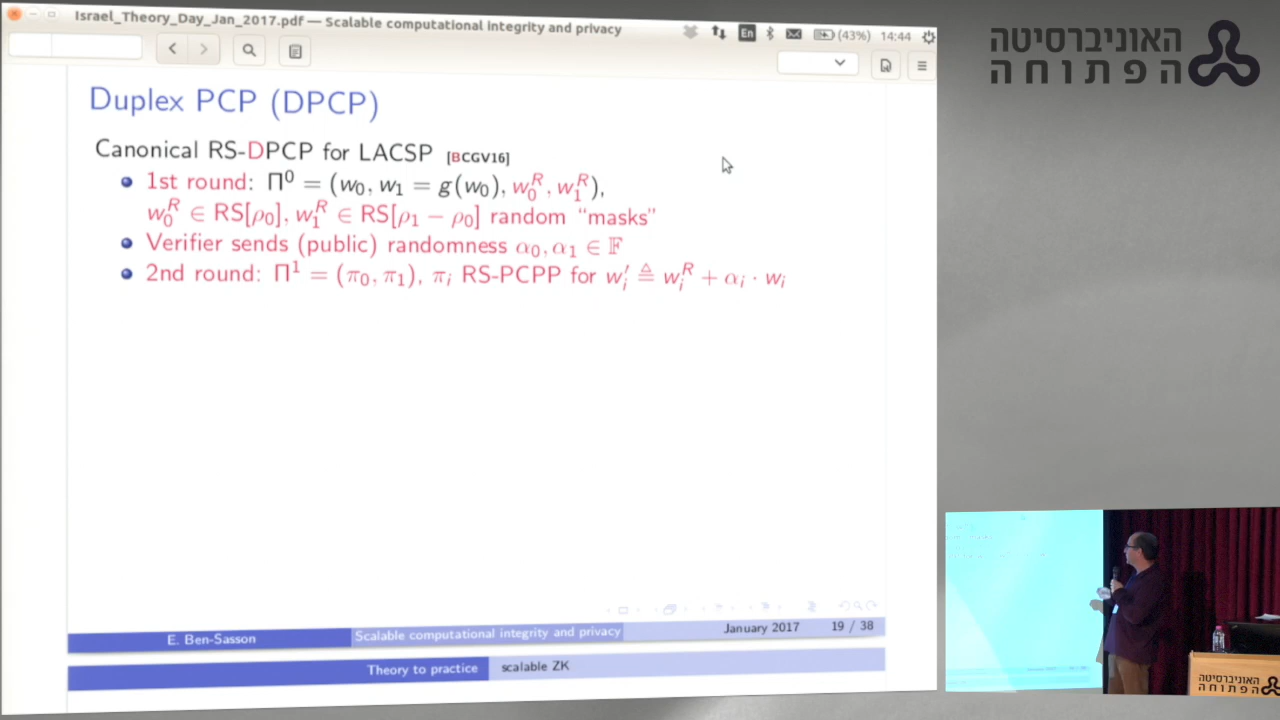 Israel_Theory_Day_Jan_2017.pdf — Scalable computational integrity and privacy
En
(43%) 14:44
האוניברסיטה
הפתוחה
Duplex PCP (DPCP)
Canonical RS-DPCP for LACSP [BCGV16]
1st round: Π⁰ = (w₀, w₁ = g(w₀), w₀ᴿ, w₁ᴿ),
w₀ᴿ ∈ RS[ρ₀], w₁ᴿ ∈ RS[ρ₁ − ρ₀] random “masks”
Verifier sends (public) randomness α₀, α₁ ∈ 𝔽
2nd round: Π¹ = (π₀, π₁), πᵢ RS-PCPP for wᵢ′ ≜ wᵢᴿ + αᵢ · wᵢ
E. Ben-Sasson Scalable computational integrity and privacy January 2017 19 / 38
Theory to practice scalable ZK
האוניברסיטה
הפתוחה